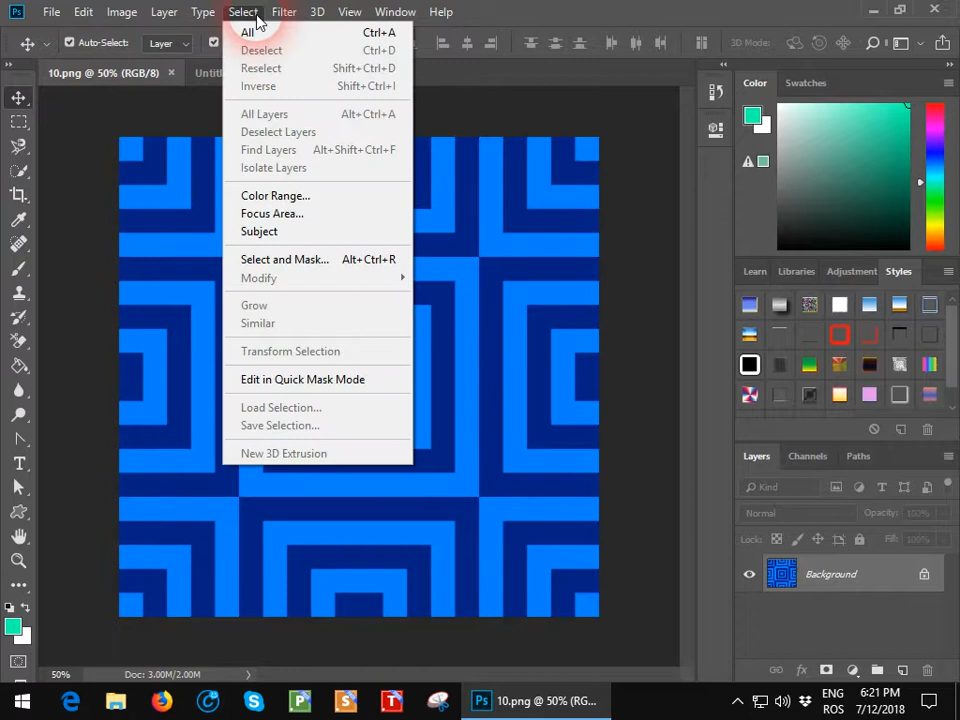 Ps File Edit Image Layer Type Select Filter 3D View Window Help
Auto-Select: Layer 3D Mode:
10.png @ 50% (RGB/8) × Untitl
All Ctrl+A
Deselect Ctrl+D
Reselect Shift+Ctrl+D
Inverse Shift+Ctrl+I
All Layers Alt+Ctrl+A
Deselect Layers
Find Layers Alt+Shift+Ctrl+F
Isolate Layers
Color Range...
Focus Area...
Subject
Select and Mask... Alt+Ctrl+R
Modify
Grow
Similar
Transform Selection
Edit in Quick Mask Mode
Load Selection...
Save Selection...
New 3D Extrusion
Color Swatches
Learn Libraries Adjustment Styles
Layers Channels Paths
Kind
Normal Opacity: 100%
Lock: Fill: 100%
Background
50% Doc: 3.00M/2.00M
Ps 10.png @ 50% (RG...
ENG 6:21 PM
ROS 7/12/2018